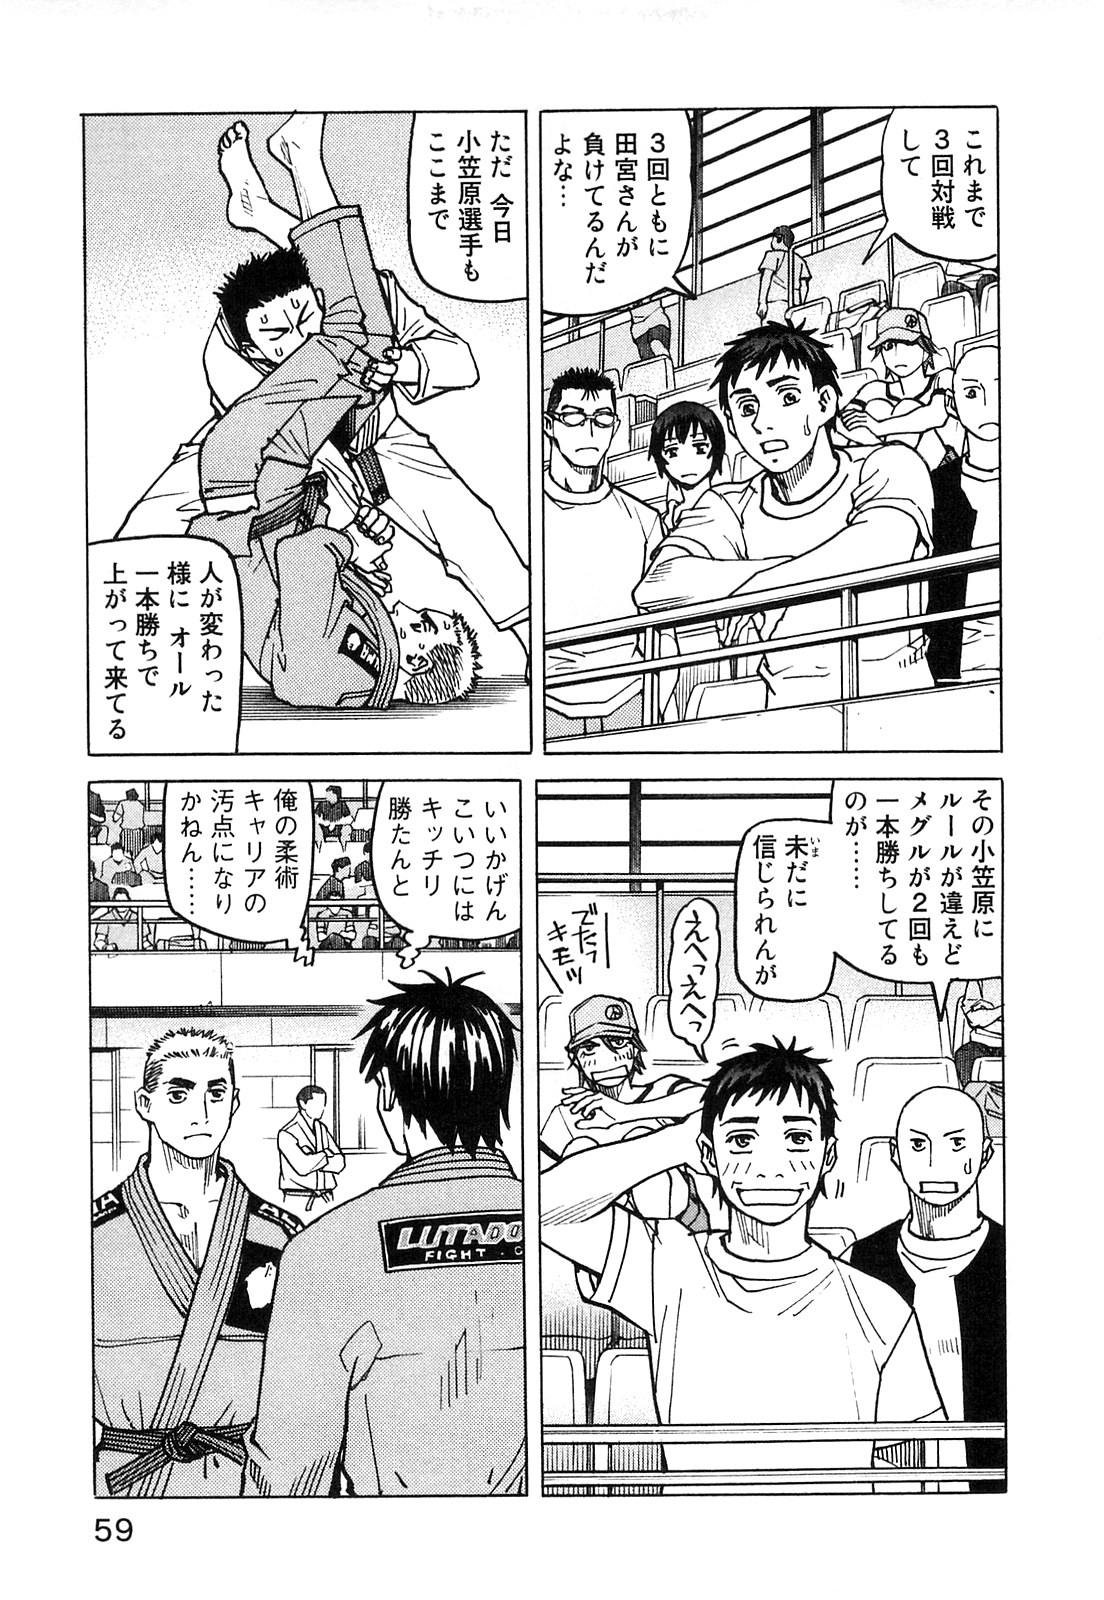 これまで
３回対戦
して
３回ともに
田宮さんが
負けてるんだ
よな…
ただ 今日
小笠原選手も
ここまで
人が変わった
様に オール
一本勝ちで
上がって来てる
その小笠原に
ルールが違えど
メグルが２回も
一本勝ちしてる
のが……
未だに
いま
信じられんが
えへっえへっ
でたっ
キモッ
いいかげん
こいつには
キッチリ
勝たんと
俺の柔術
キャリアの
汚点になり
かねん……
LUTADO
FIGHT . G
59